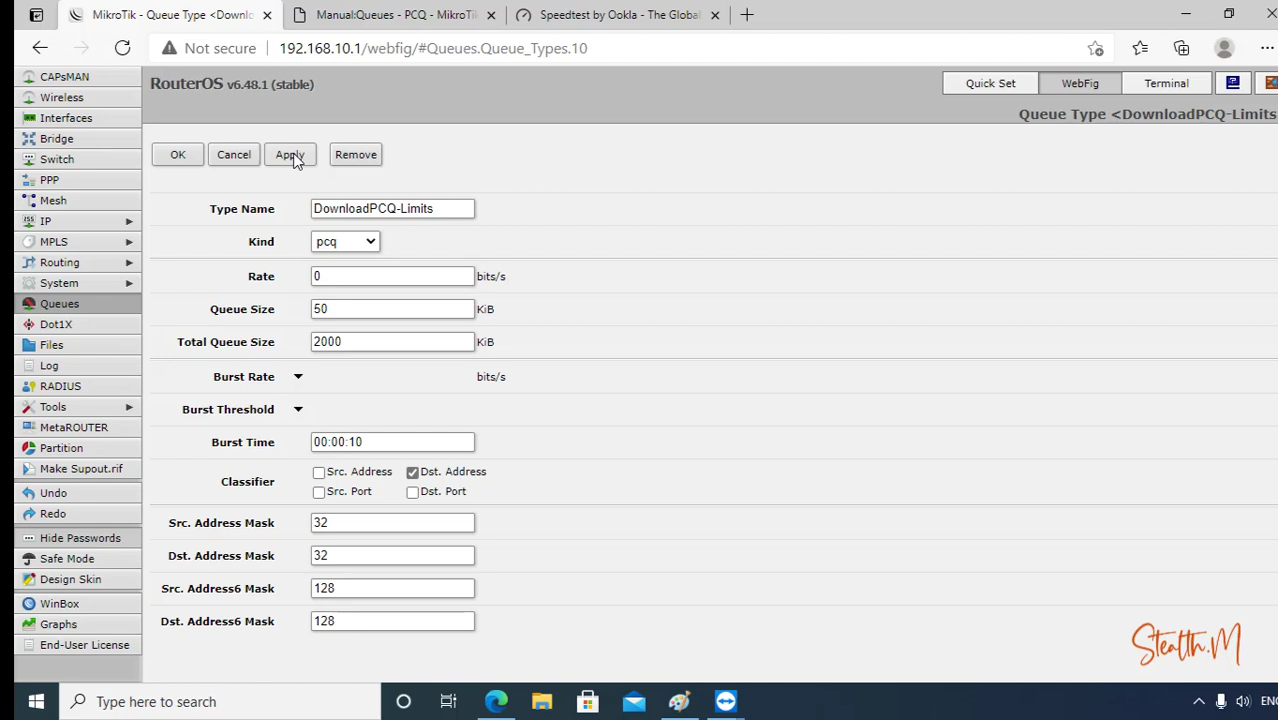 MikroTik - Queue Type <Downlo
Manual:Queues - PCQ - MikroTi
Speedtest by Ookla - The Global
Not secure
192.168.10.1/webfig/#Queues.Queue_Types.10
CAPsMAN
Wireless
Interfaces
Bridge
Switch
PPP
Mesh
IP
MPLS
Routing
System
Queues
Dot1X
Files
Log
RADIUS
Tools
MetaROUTER
Partition
Make Supout.rif
Undo
Redo
Hide Passwords
Safe Mode
Design Skin
WinBox
Graphs
End-User License
RouterOS v6.48.1 (stable)
Quick Set
WebFig
Terminal
Queue Type <DownloadPCQ-Limits
OK
Cancel
Apply
Remove
Type Name DownloadPCQ-Limits
Kind pcq
Rate 0 bits/s
Queue Size 50 KiB
Total Queue Size 2000 KiB
Burst Rate bits/s
Burst Threshold
Burst Time 00:00:10
Classifier
Src. Address Dst. Address
Src. Port Dst. Port
Src. Address Mask 32
Dst. Address Mask 32
Src. Address6 Mask 128
Dst. Address6 Mask 128
Stealth.M
Type here to search
ENG